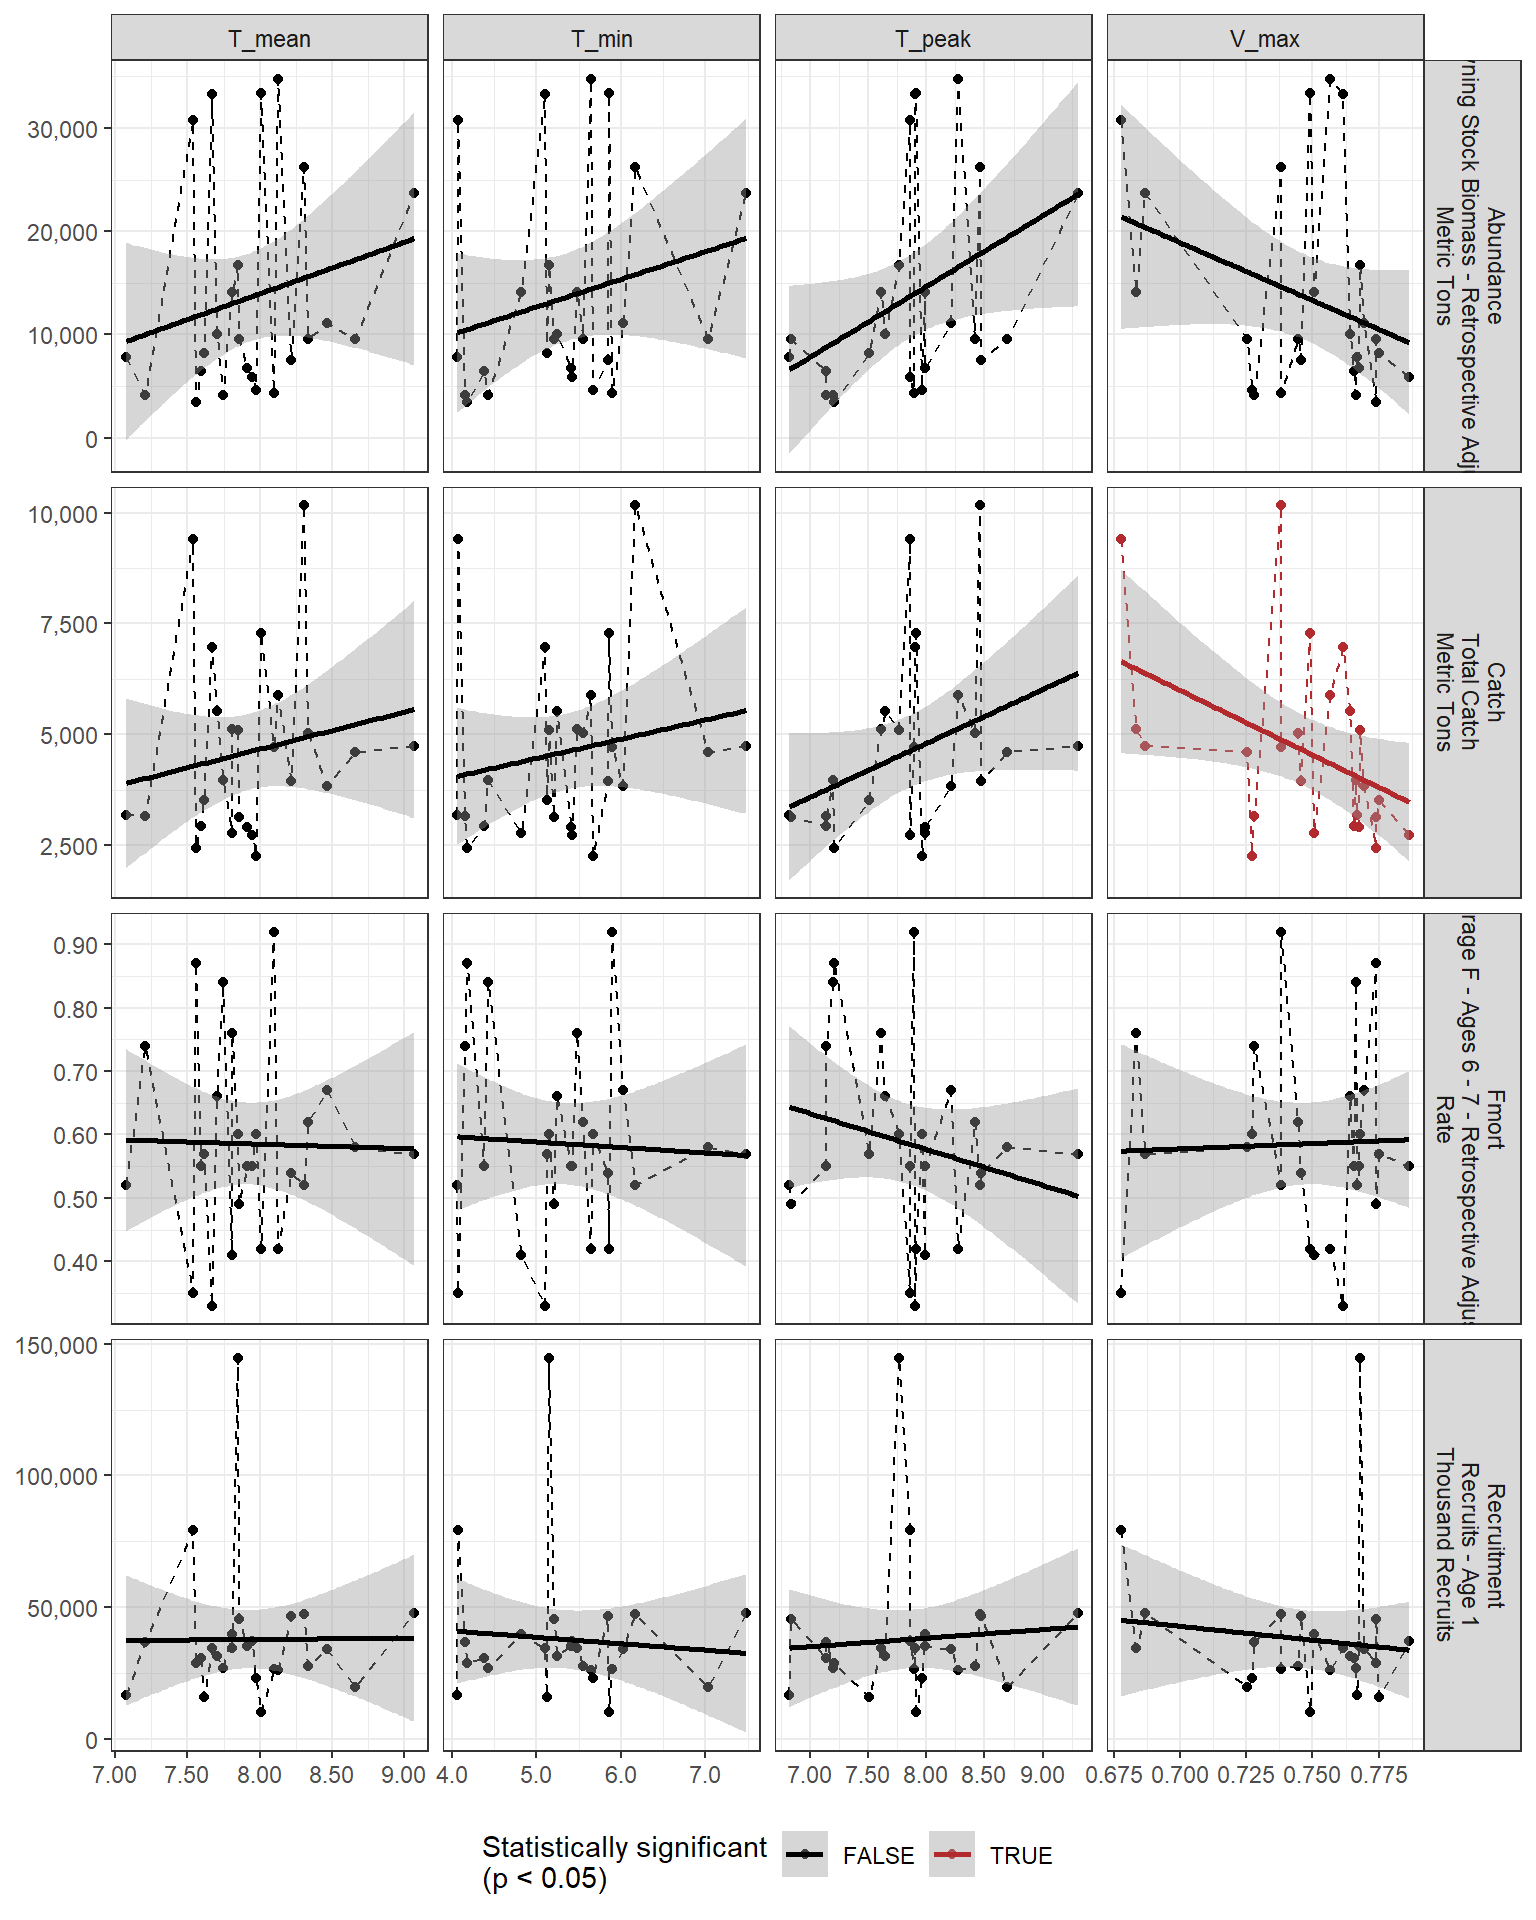 T_mean
T_min
T_peak
V_max
30,000
20,000
10,000
0
Abundance
Stock Biomass - Retrospective
Metric Tons
10,000
7,500
5,000
2,500
Catch
Total Catch
Metric Tons
0.90
0.80
0.70
0.60
0.50
0.40
Fmort
F - Ages 6 - 7 - Retrospective
Rate
150,000
100,000
50,000
0
Recruitment
Recruits - Age 1
Thousand Recruits
7.00 7.50 8.00 8.50 9.00
4.0 5.0 6.0 7.0
7.00 7.50 8.00 8.50 9.00
0.675 0.700 0.725 0.750 0.775
Statistically significant
(p < 0.05)
FALSE
TRUE